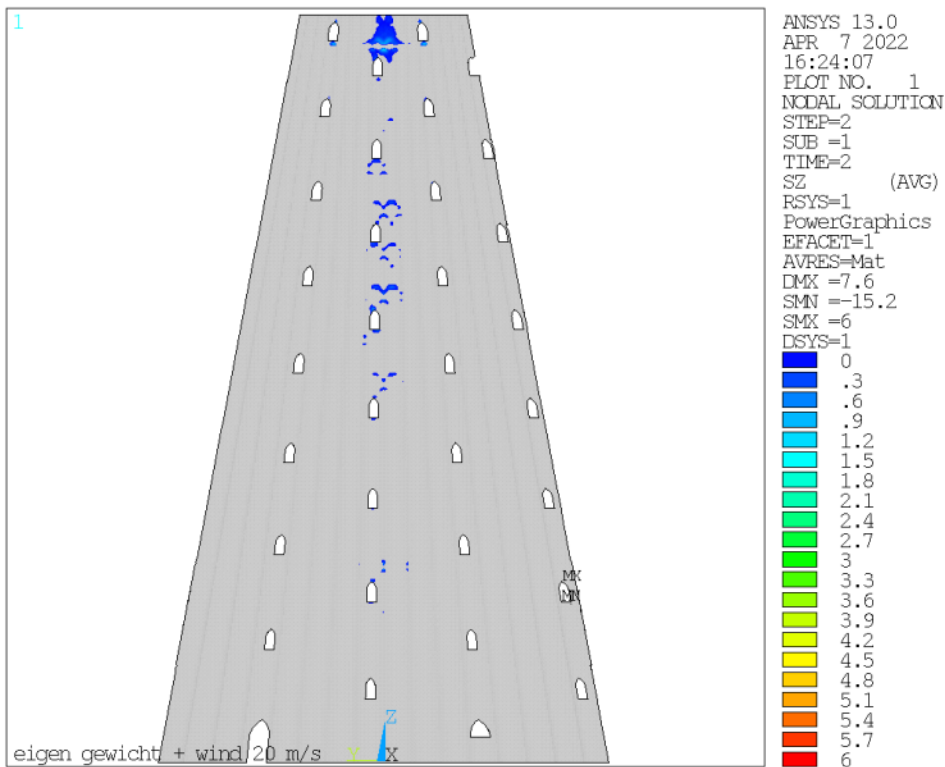 1
ANSYS 13.0
APR 7 2022
16:24:07
PLOT NO. 1
NODAL SOLUTION
STEP=2
SUB =1
TIME=2
SZ (AVG)
RSYS=1
PowerGraphics
EFACET=1
AVRES=Mat
DMX =7.6
SMN =-15.2
SMX =6
DSYS=1
0
.3
.6
.9
1.2
1.5
1.8
2.1
2.4
2.7
3
3.3
3.6
3.9
4.2
4.5
4.8
5.1
5.4
5.7
6
MX
MN
Z
Y X
eigen gewicht + wind 20 m/s